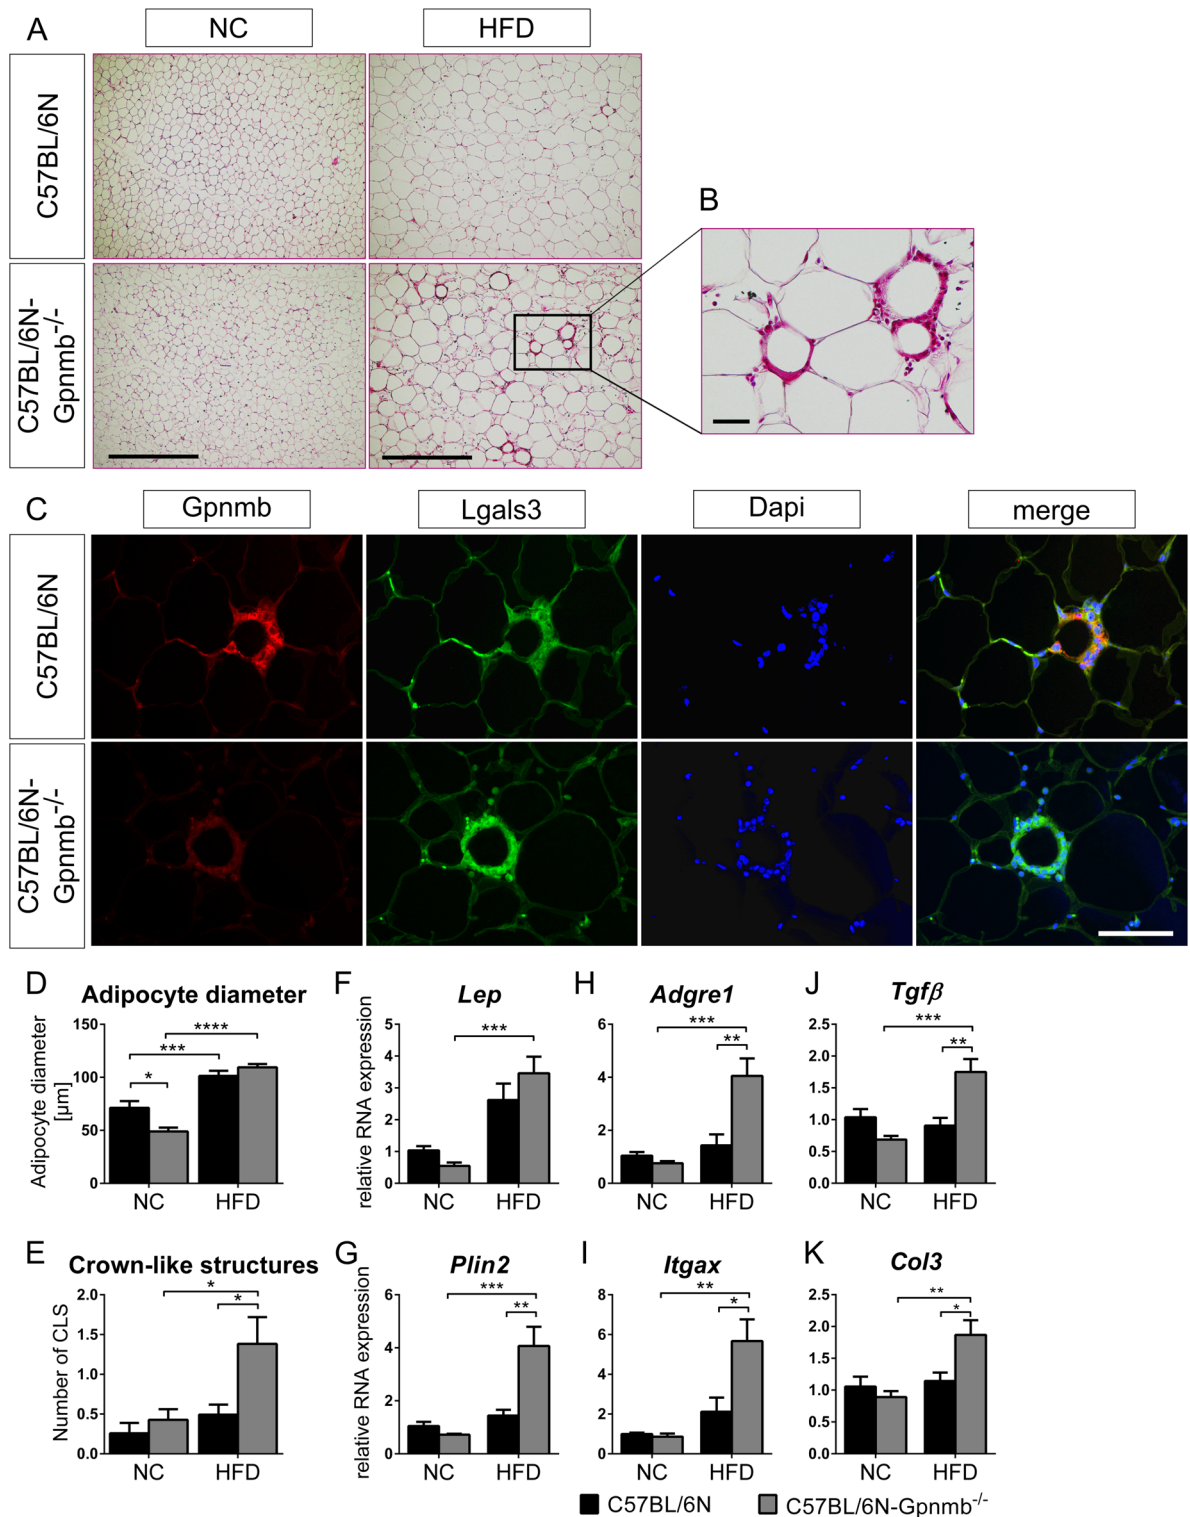 A
NC
HFD
C57BL/6N
C57BL/6N-
Gpnmb-/-
B
C
Gpnmb
Lgals3
Dapi
merge
C57BL/6N
C57BL/6N-
Gpnmb-/-
D
Adipocyte diameter
Adipocyte diameter
[µm]
150
100
50
0
***
*
****
NC
HFD
F
Lep
relative RNA expression
5
4
3
2
1
0
***
NC
HFD
H
Adgre1
6
4
2
0
***
**
NC
HFD
J
Tgfβ
2.5
2.0
1.5
1.0
0.5
0.0
***
**
NC
HFD
E
Crown-like structures
Number of CLS
2.0
1.5
1.0
0.5
0.0
*
*
NC
HFD
G
Plin2
relative RNA expression
6
4
2
0
***
**
NC
HFD
I
Itgax
8
6
4
2
0
**
*
NC
HFD
K
Col3
2.5
2.0
1.5
1.0
0.5
0.0
**
*
NC
HFD
C57BL/6N
C57BL/6N-Gpnmb-/-